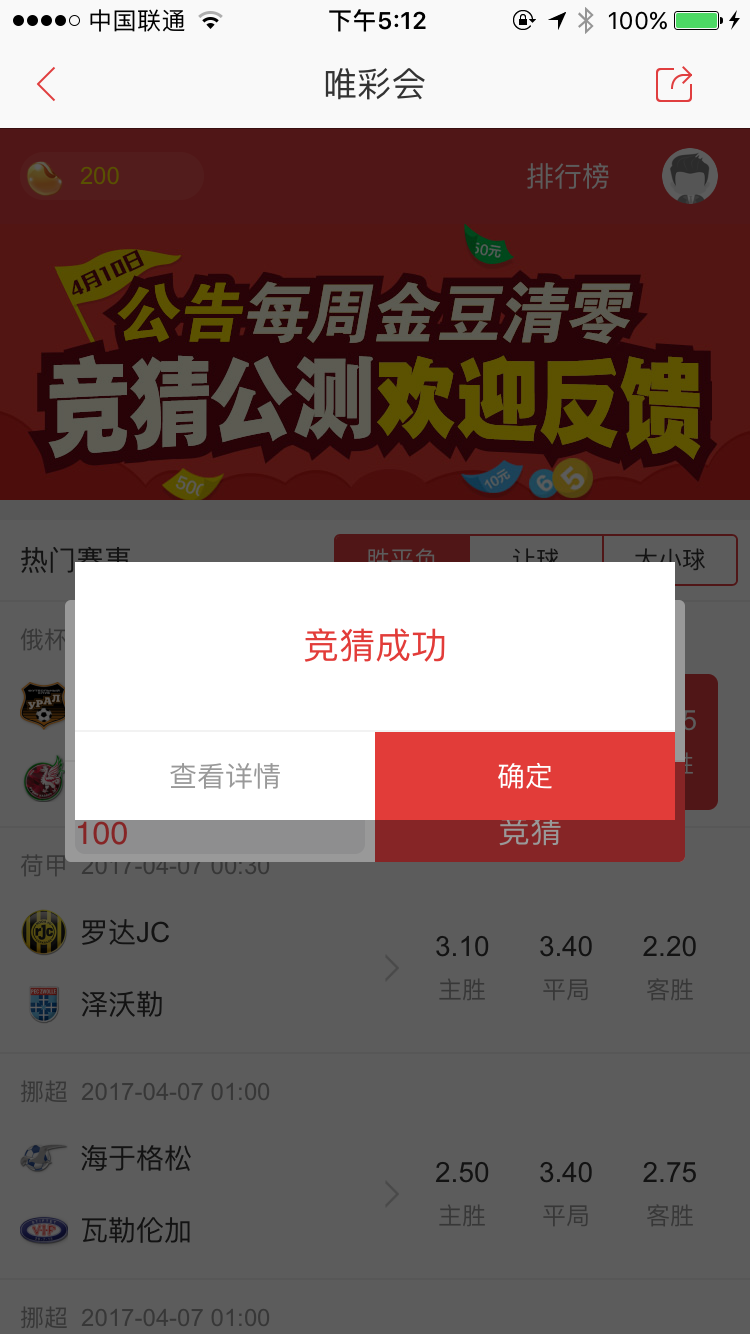 中国联通 下午5:12 100%
唯彩会
200 排行榜
50元
4月10日
公告每周金豆清零
竞猜公测欢迎反馈
500 10元 6 5
热门赛事 胜平负 让球 大小球
俄杯
УРАЛ
竞猜成功
5
胜
查看详情 确定
100 竞猜
荷甲 2017-04-07 00:30
罗达JC
3.10 3.40 2.20
主胜 平局 客胜
泽沃勒
挪超 2017-04-07 01:00
海于格松
2.50 3.40 2.75
主胜 平局 客胜
VIF
瓦勒伦加
挪超 2017-04-07 01:00